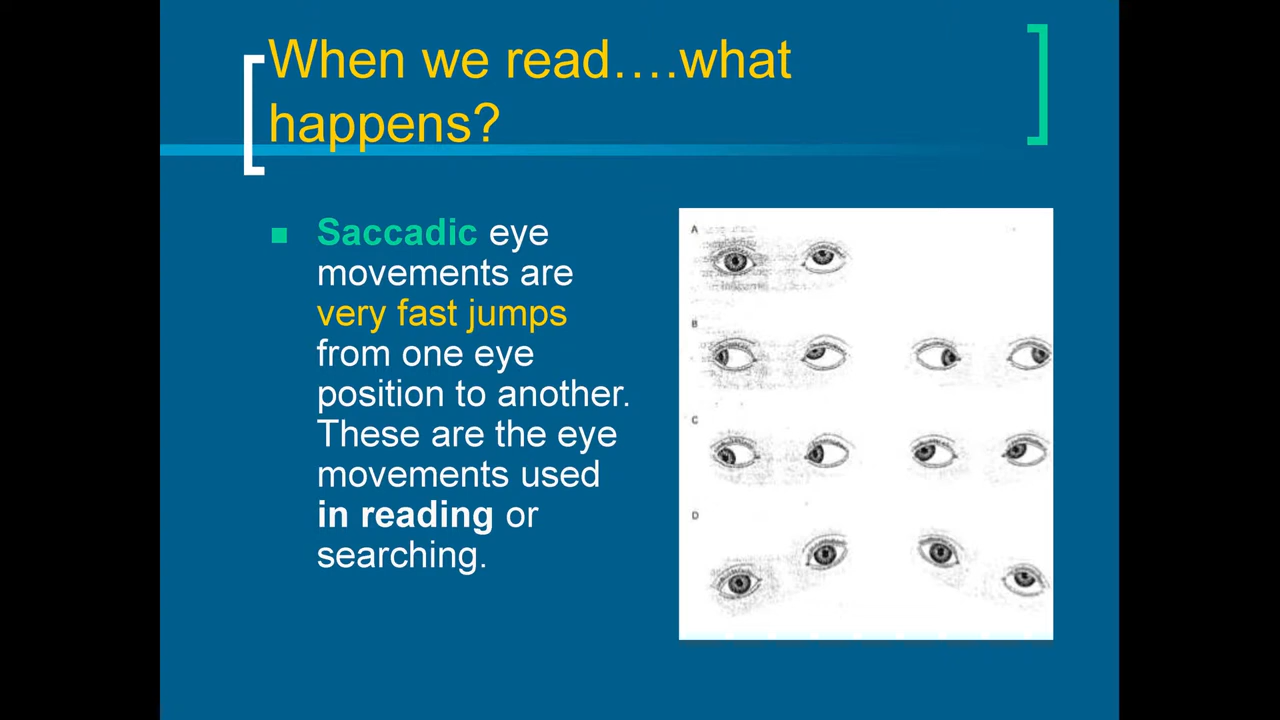 When we read….what
happens?
Saccadic eye
movements are
very fast jumps
from one eye
position to another.
These are the eye
movements used
in reading or
searching.
A
B
C
D